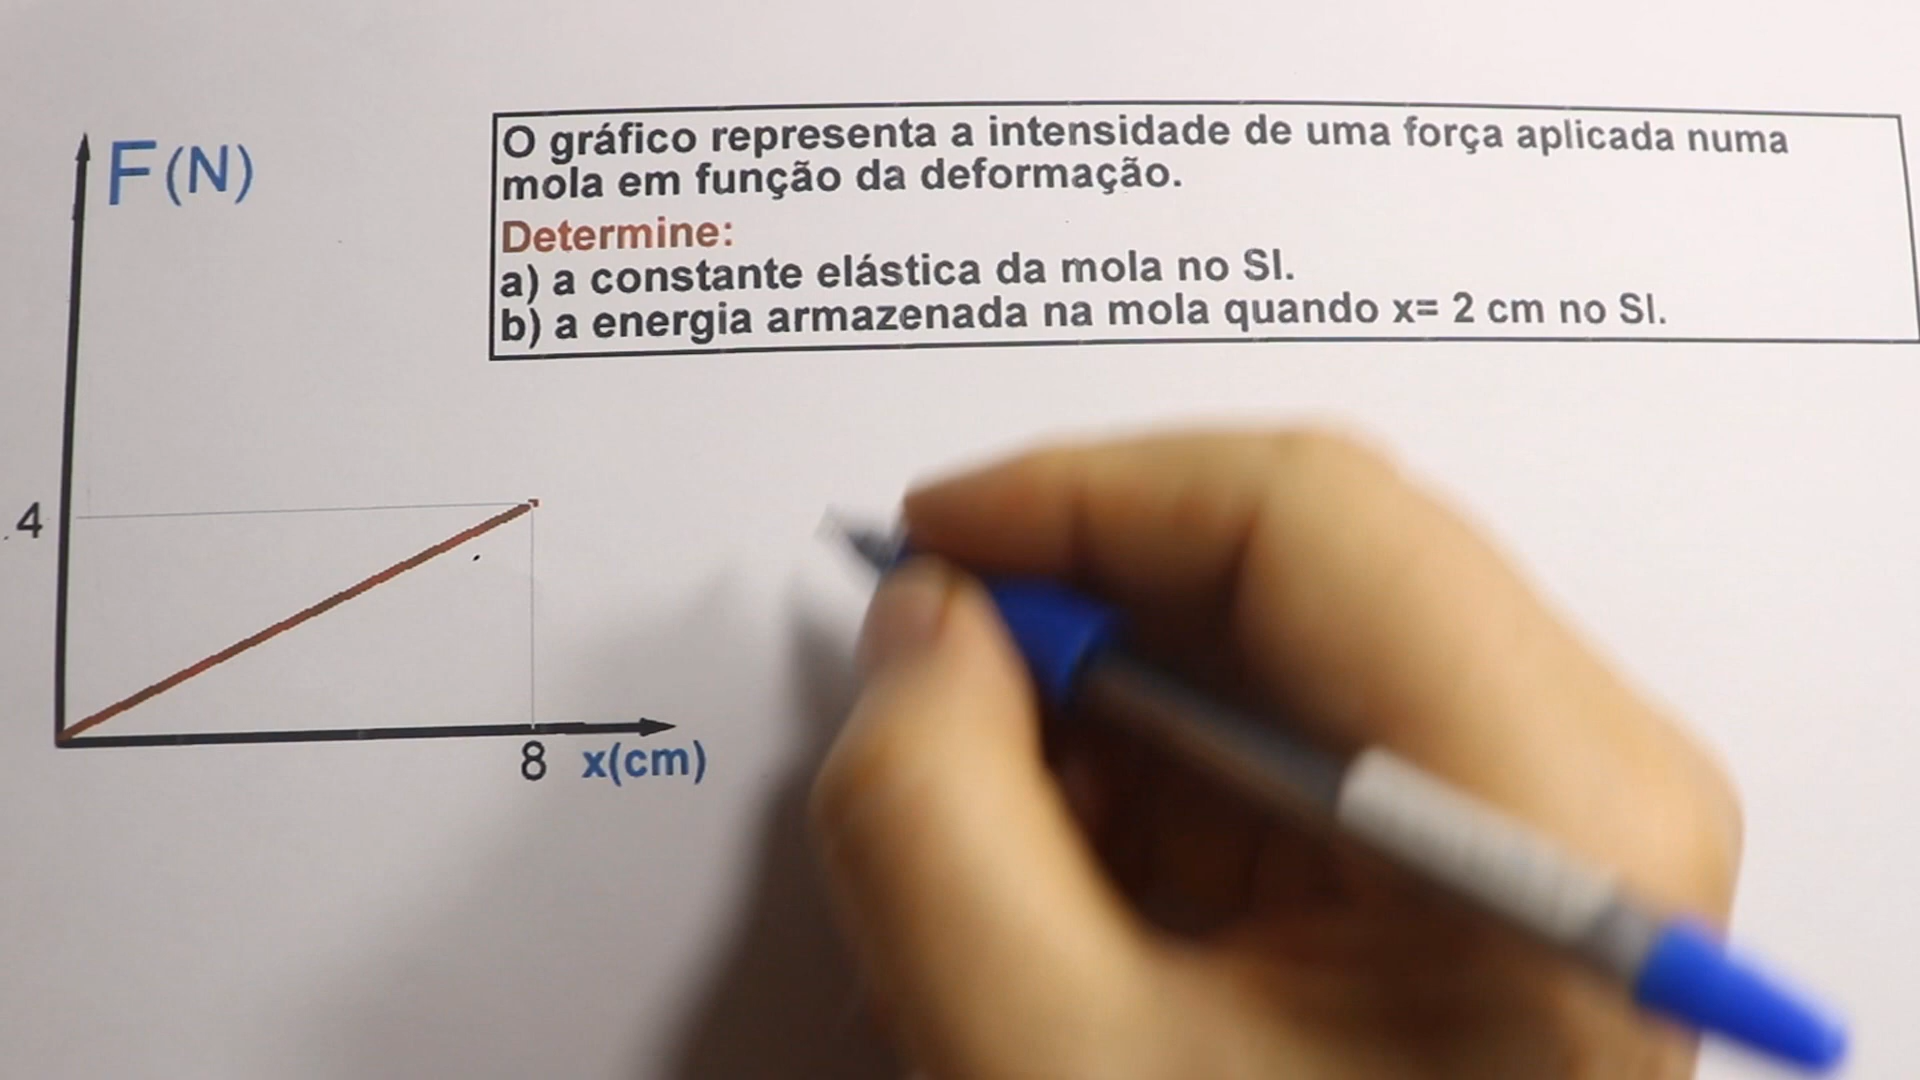 F(N)
O gráfico representa a intensidade de uma força aplicada numa
mola em função da deformação.
Determine:
a) a constante elástica da mola no SI.
b) a energia armazenada na mola quando x= 2 cm no SI.
4
8 x(cm)